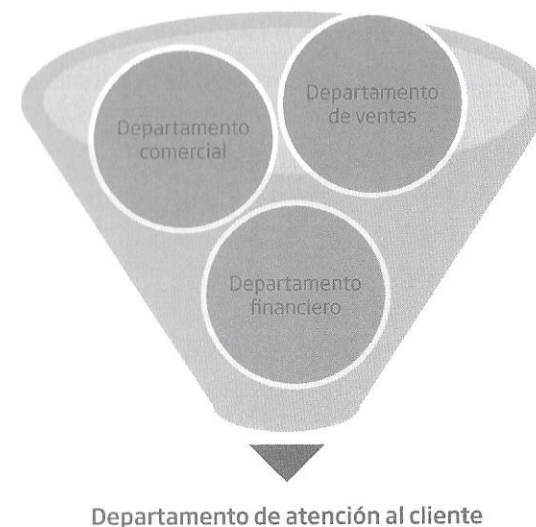 Departamento
comercial
Departamento
de ventas
Departamento
financiero
Departamento de atención al cliente